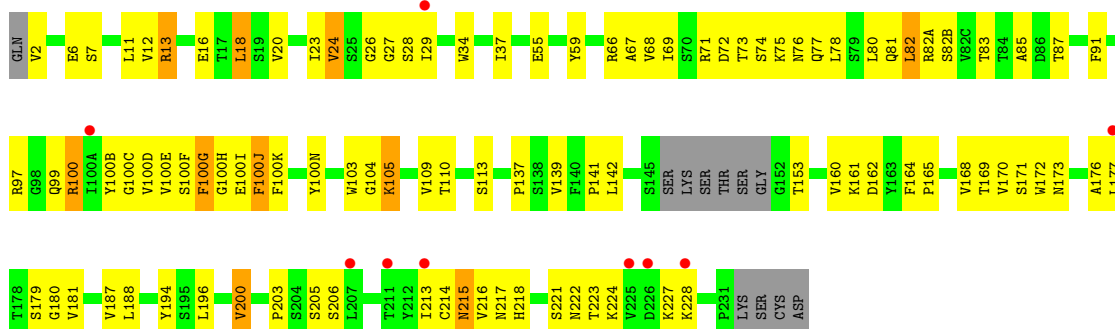 GLN V2 E6 S7 L11 V12 R13 E16 T17 L18 S19 V20 I23 V24 S25 G26 G27 S28 I29 W34 I37 E55 Y59 R66 A67 V68 I69 S70 R71 D72 T73 S74 K75 N76 Q77 L78 S79 L80 Q81 L82 R82A S82B V82C T83 T84 A85 D86 T87 F91
R97 G98 Q99 R100 I100A Y100B G100C V100D V100E S100F F100G G100H E100I F100J F100K Y100N W103 G104 K105 V109 T110 S113 P137 S138 V139 F140 P141 L142 S145 SER LYS SER THR SER GLY G152 T153 V160 K161 D162 Y163 F164 P165 V168 T169 V170 S171 W172 N173 A176 L177
T178 S179 G180 V181 V187 L188 Y194 S195 L196 V200 P203 S204 S205 S206 L207 T211 Y212 I213 C214 N215 V216 N217 H218 S221 N222 T223 K224 V225 D226 K227 K228 P231 LYS SER CYS ASP